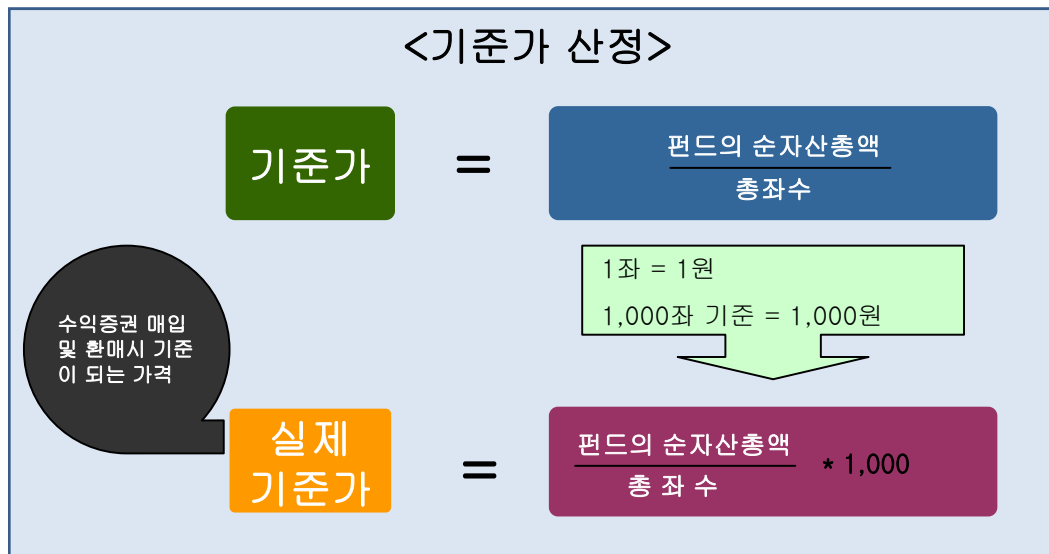 <기준가 산정>
기준가
=
펀드의 순자산총액
총좌수
1좌 = 1원
1,000좌 기준 = 1,000원
수익증권 매입
및 환매시 기준
이 되는 가격
실제
기준가
=
펀드의 순자산총액
총 좌 수
* 1,000